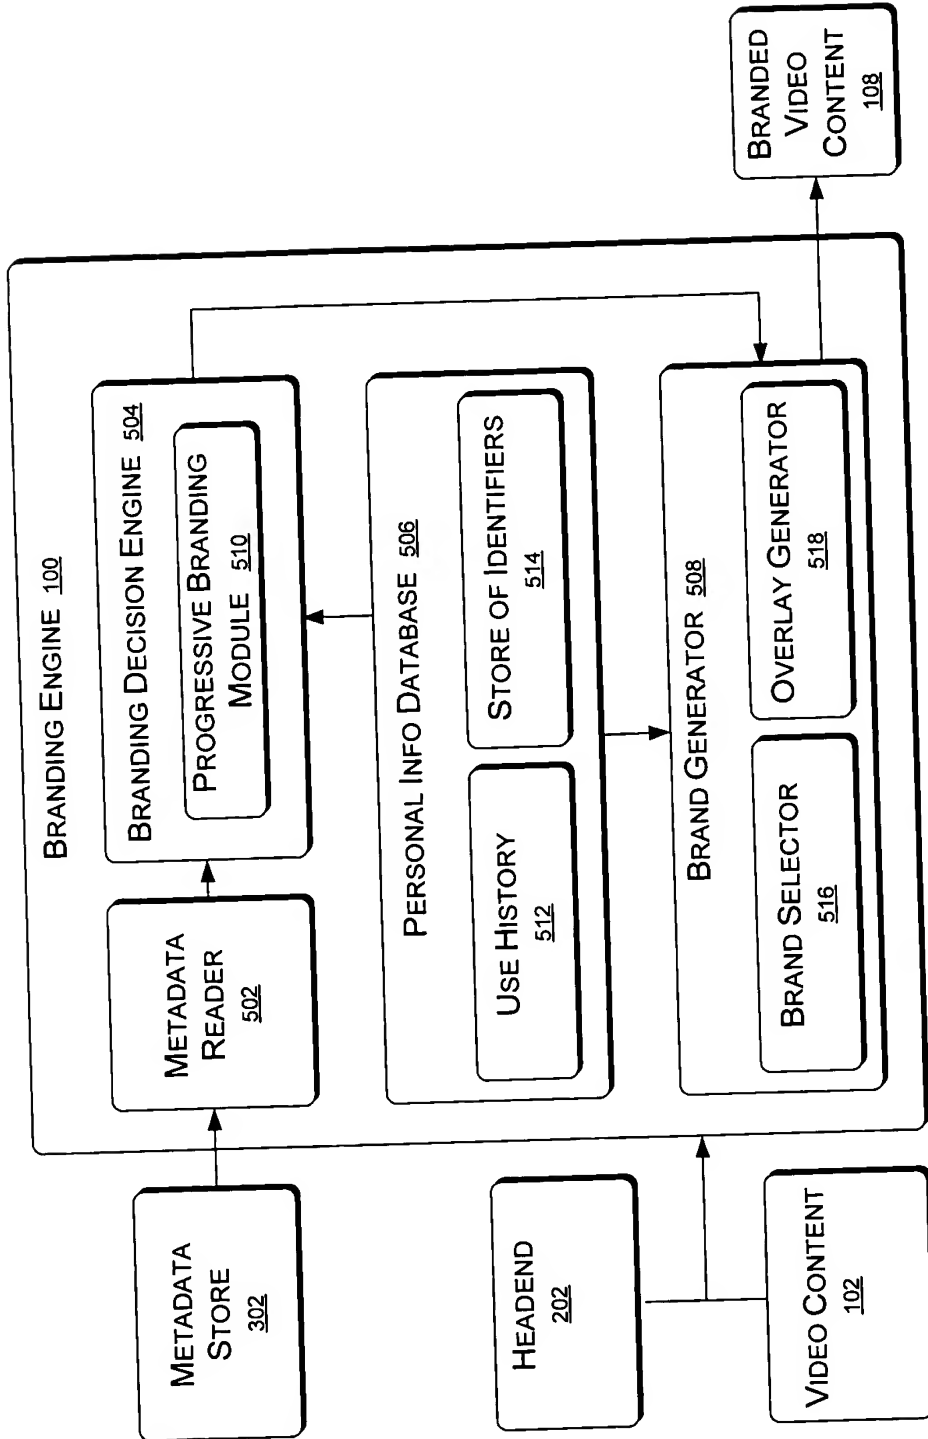 BRANDING ENGINE 100
METADATA
STORE
302
METADATA
READER
502
BRANDING DECISION ENGINE 504
PROGRESSIVE BRANDING
MODULE 510
PERSONAL INFO DATABASE 506
USE HISTORY
512
STORE OF IDENTIFIERS
514
HEADEND
202
VIDEO CONTENT
102
BRAND GENERATOR 508
BRAND SELECTOR
516
OVERLAY GENERATOR
518
BRANDED
VIDEO
CONTENT
108